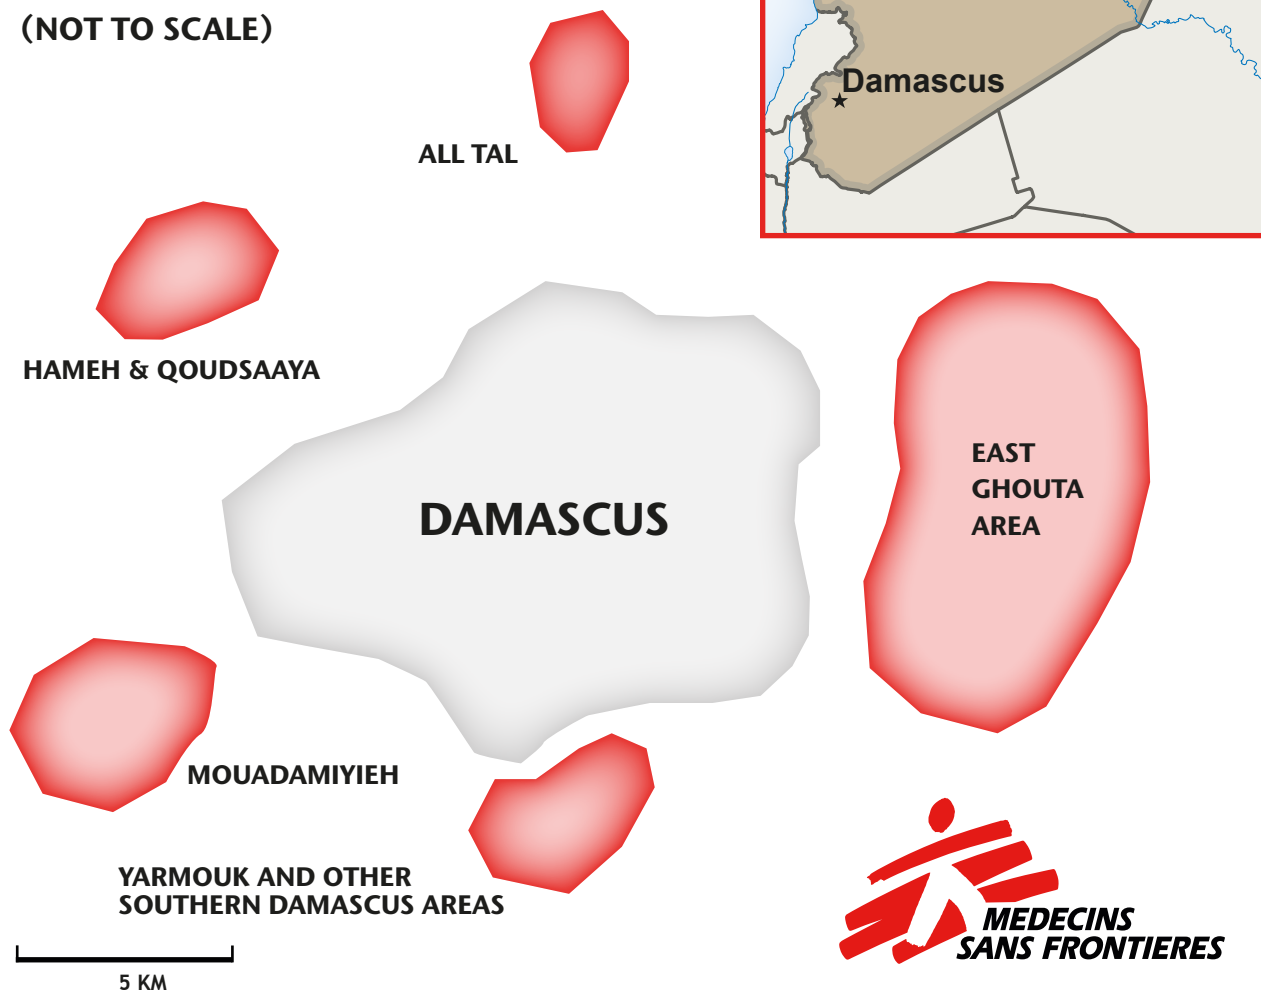 (NOT TO SCALE)
Damascus
ALL TAL
HAMEH & QOUDSAAYA
EAST
GHOUTA
AREA
DAMASCUS
MOUADAMIYIEH
YARMOUK AND OTHER
SOUTHERN DAMASCUS AREAS
MEDECINS
SANS FRONTIERES
5 KM